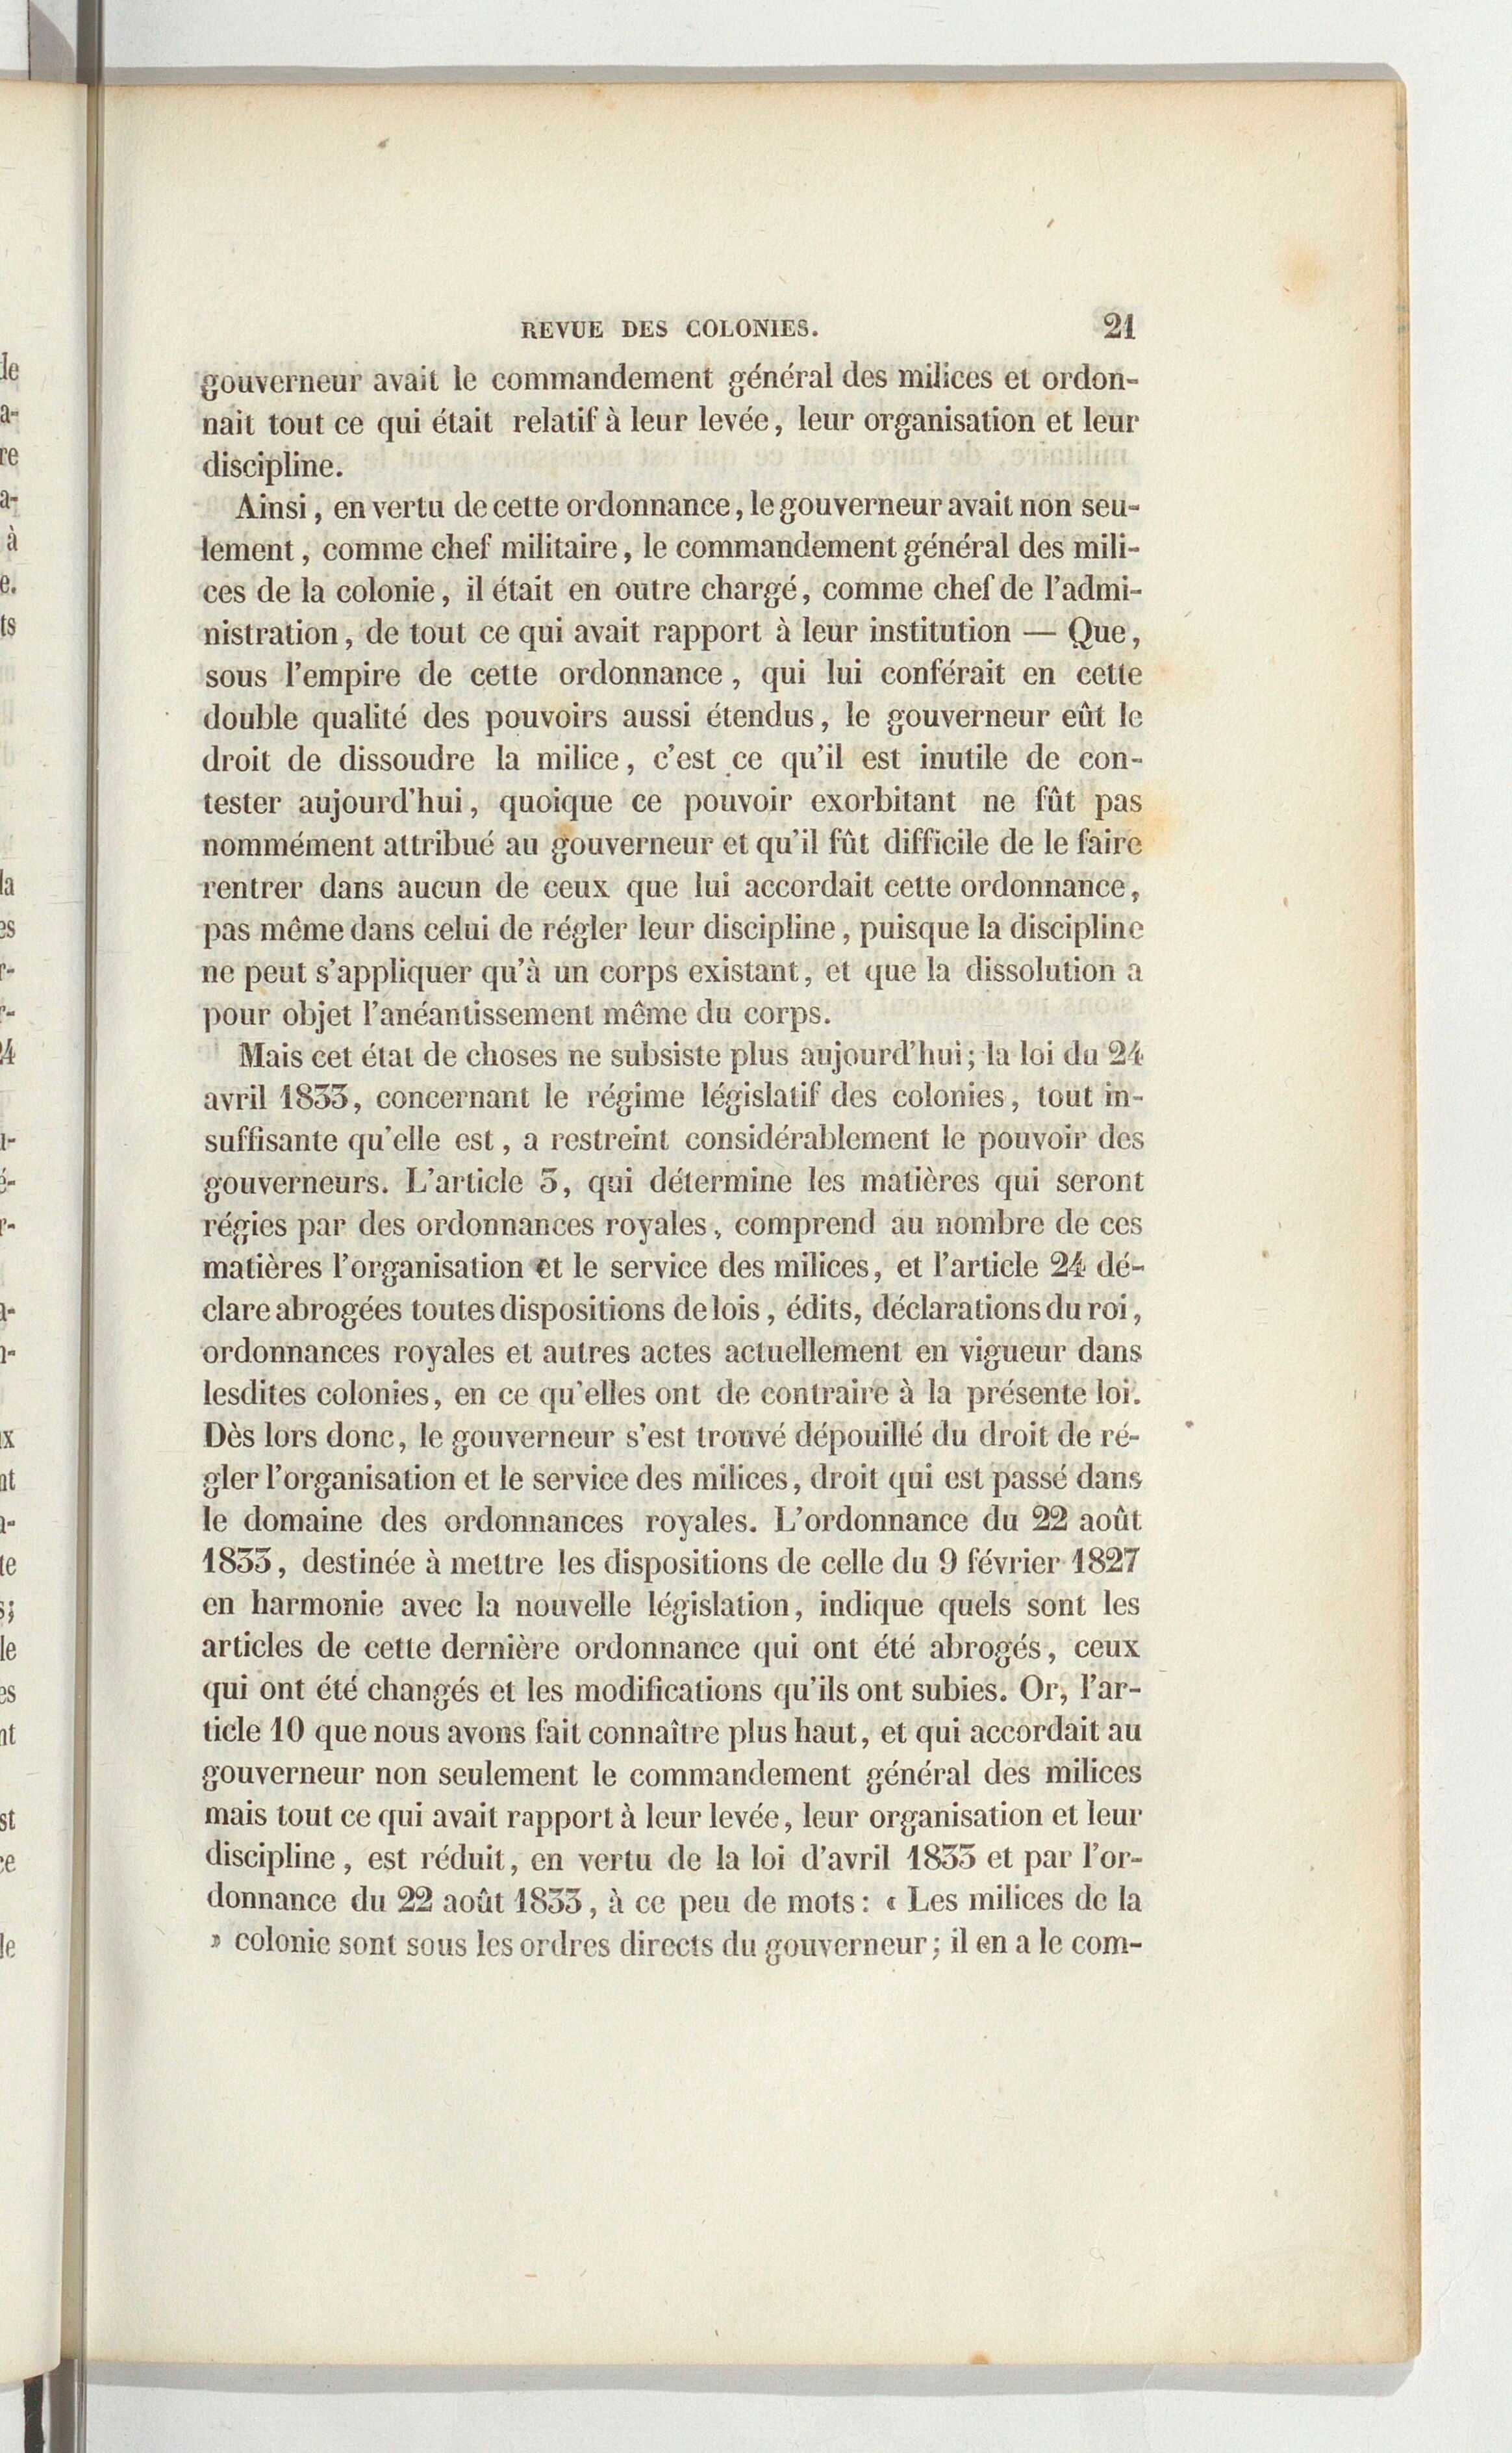 REVUE DES COLONIES. 21
gouverneur avait le commandement général des milices et ordon-
nait tout ce qui était relatif à leur levée, leur organisation et leur
discipline.
Ainsi, en vertu de cette ordonnance, le gouverneur avait non seu-
lement, comme chef militaire, le commandement général des mili-
ces de la colonie, il était en outre chargé, comme chef de l'admi-
nistration, de tout ce qui avait rapport à leur institution — Que,
sous l'empire de cette ordonnance, qui lui conférait en cette
double qualité des pouvoirs aussi étendus, le gouverneur eût le
droit de dissoudre la milice, c'est ce qu'il est inutile de con-
tester aujourd'hui, quoique ce pouvoir exorbitant ne fût pas
nommément attribué au gouverneur et qu'il fût difficile de le faire
rentrer dans aucun de ceux que lui accordait cette ordonnance,
pas même dans celui de régler leur discipline, puisque la discipline
ne peut s'appliquer qu'à un corps existant, et que la dissolution a
pour objet l'anéantissement même du corps.
Mais cet état de choses ne subsiste plus aujourd'hui; la loi du 24
avril 1833, concernant le régime législatif des colonies, tout in-
suffisante qu'elle est, a restreint considérablement le pouvoir des
gouverneurs. L'article 3, qui détermine les matières qui seront
régies par des ordonnances royales, comprend au nombre de ces
matières l'organisation et le service des milices, et l'article 24 dé-
clare abrogées toutes dispositions de lois, édits, déclarations du roi,
ordonnances royales et autres actes actuellement en vigueur dans
lesdites colonies, en ce qu'elles ont de contraire à la présente loi.
Dès lors donc, le gouverneur s'est trouvé dépouillé du droit de ré-
gler l'organisation et le service des milices, droit qui est passé dans
le domaine des ordonnances royales. L'ordonnance du 22 août
1833, destinée à mettre les dispositions de celle du 9 février 1827
en harmonie avec la nouvelle législation, indique quels sont les
articles de cette dernière ordonnance qui ont été abrogés, ceux
qui ont été changés et les modifications qu'ils ont subies. Or, l'ar-
ticle 10 que nous avons fait connaître plus haut, et qui accordait au
gouverneur non seulement le commandement général des milices
mais tout ce qui avait rapport à leur levée, leur organisation et leur
discipline, est réduit, en vertu de la loi d'avril 1833 et par l'or-
donnance du 22 août 1833, à ce peu de mots: « Les milices de la
» colonie sont sous les ordres directs du gouverneur; il en a le com-